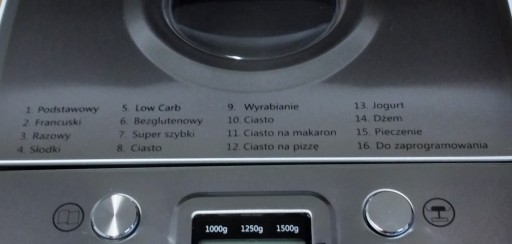 1. Podstawowy
2. Francuski
3. Razowy
4. Słodki
5. Low Carb
6. Bezglutenowy
7. Super szybki
8. Ciasto
9. Wyrabianie
10. Ciasto
11. Ciasto na makaron
12. Ciasto na pizzę
13. Jogurt
14. Dżem
15. Pieczenie
16. Do zaprogramowania
1000g 1250g 1500g